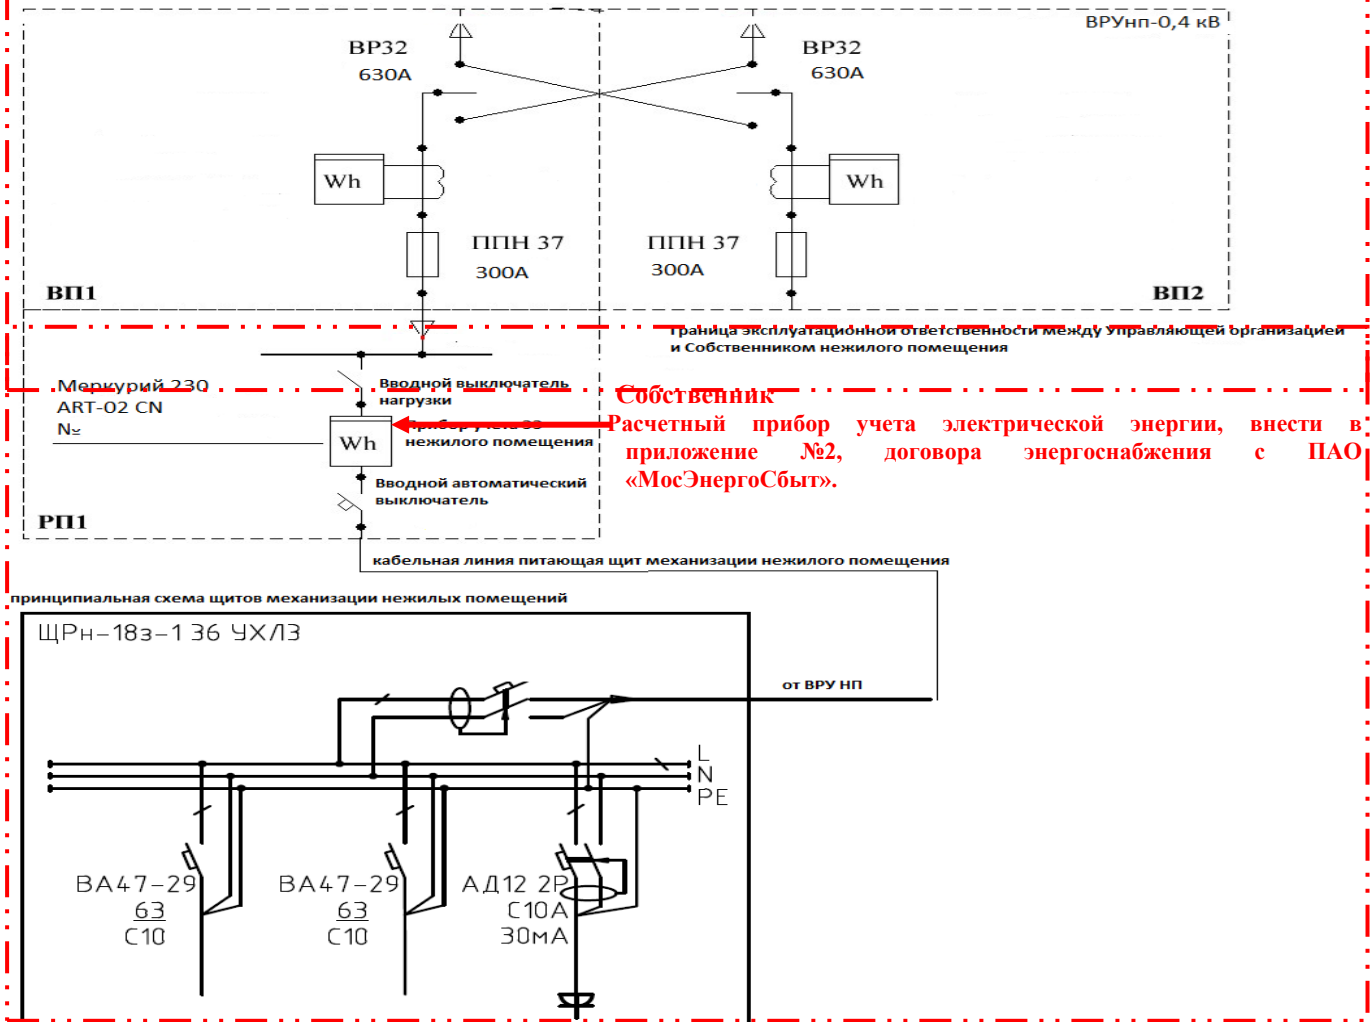 ВРУнп-0,4 кВ
ВР32
630А
ВР32
630А
Wh
Wh
ППН 37
300А
ППН 37
300А
ВП1
ВП2
граница эксплуатационной ответственности между Управляющей организацией
и Собственником нежилого помещения
Меркурий 230
ART-02 CN
№
Вводной выключатель
нагрузки
Собственник
Прибор учета ЭЭ
нежилого помещения
Wh
Расчетный прибор учета электрической энергии, внести в
приложение №2, договора энергоснабжения с ПАО
«МосЭнергоСбыт».
Вводной автоматический
выключатель
РП1
кабельная линия питающая щит механизации нежилого помещения
принципиальная схема щитов механизации нежилых помещений
ЩРн-18з-1 36 УХЛ3
от ВРУ НП
L
N
PE
ВА47-29
63
С10
ВА47-29
63
С10
АД12 2Р
С10А
30мА